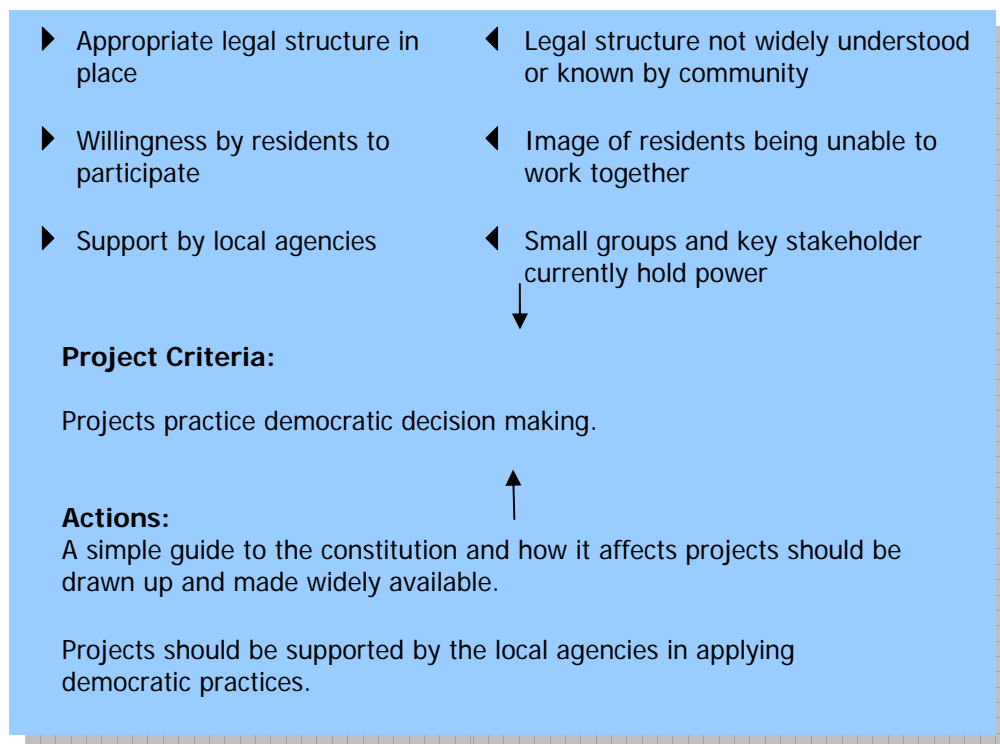 Appropriate legal structure in
place
Willingness by residents to
participate
Support by local agencies
Legal structure not widely understood
or known by community
Image of residents being unable to
work together
Small groups and key stakeholder
currently hold power
Project Criteria:
Projects practice democratic decision making.
Actions:
A simple guide to the constitution and how it affects projects should be
drawn up and made widely available.
Projects should be supported by the local agencies in applying
democratic practices.